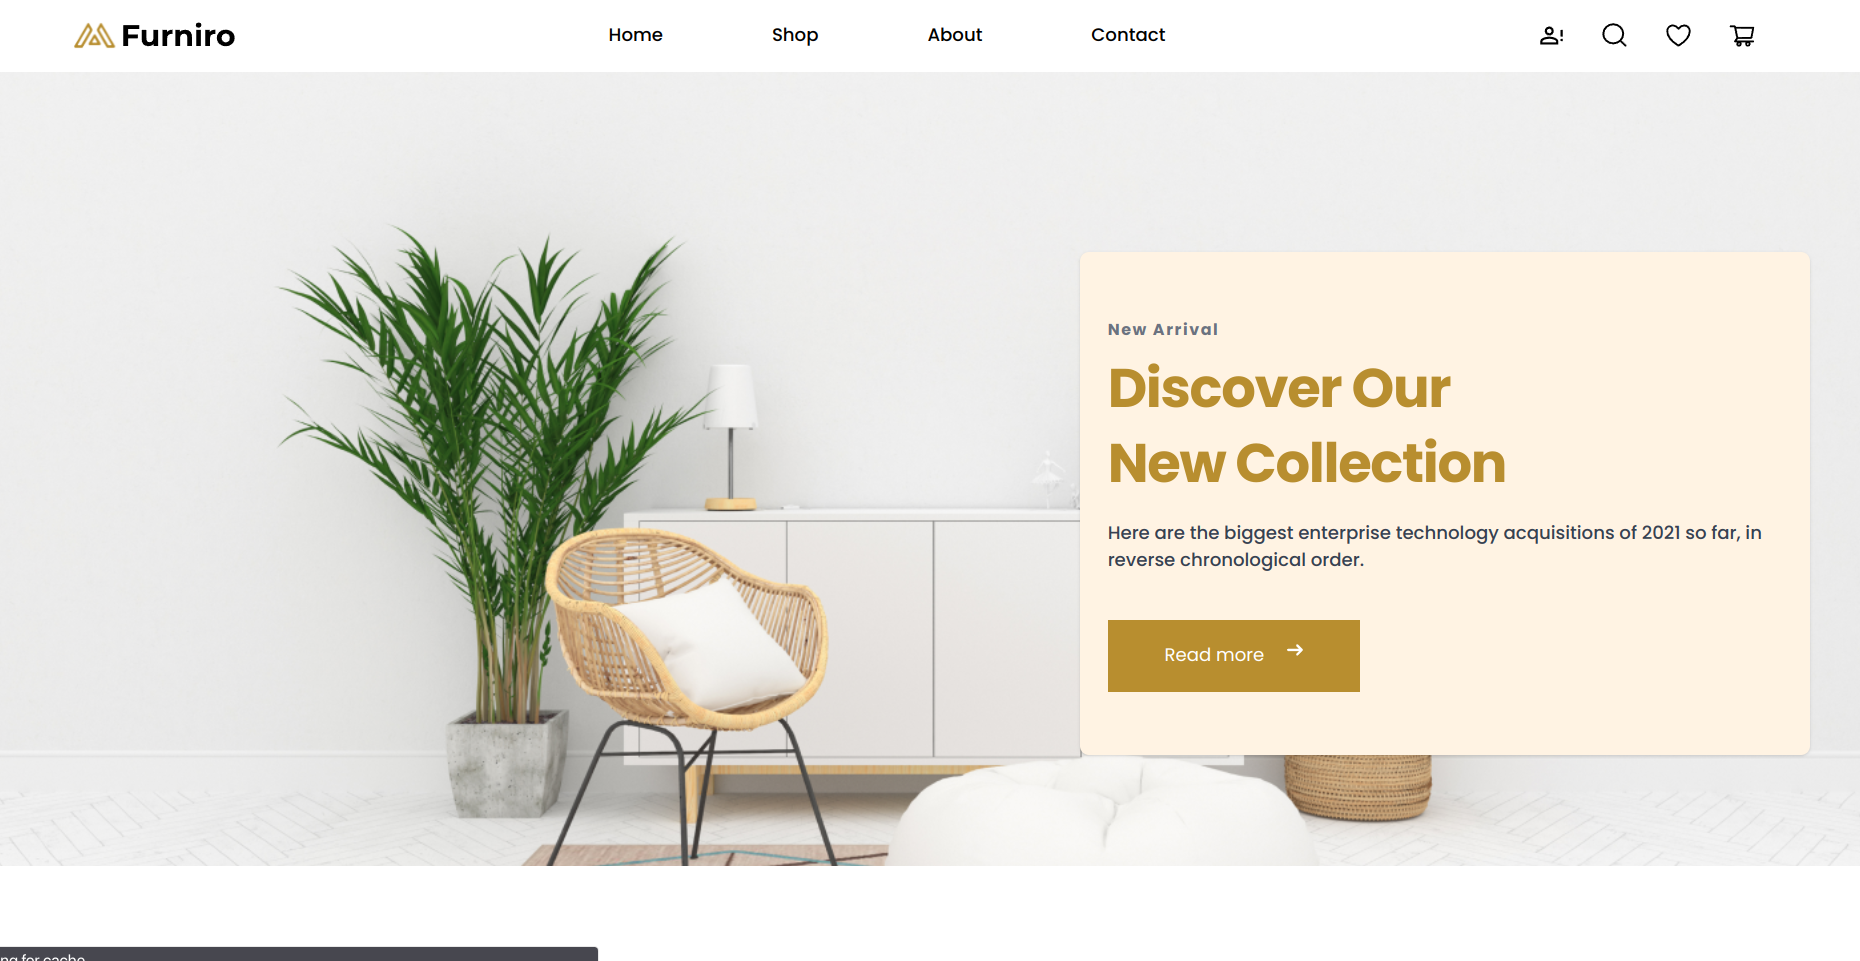 Furniro
Home
Shop
About
Contact
New Arrival
Discover Our
New Collection
Here are the biggest enterprise technology acquisitions of 2021 so far, in
reverse chronological order.
Read more
ng for cache